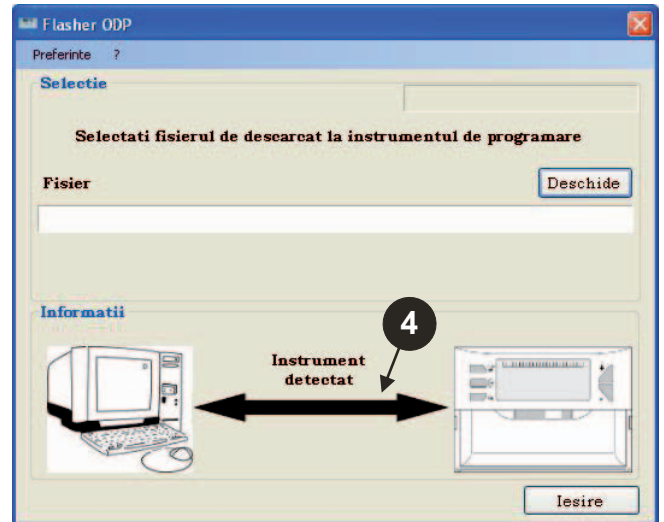 Flasher ODP
Preferinte ?
Selectie
Selectati fisierul de descarcat la instrumentul de programare
Fisier
Deschide
Informatii
4
Instrument
detectat
Iesire